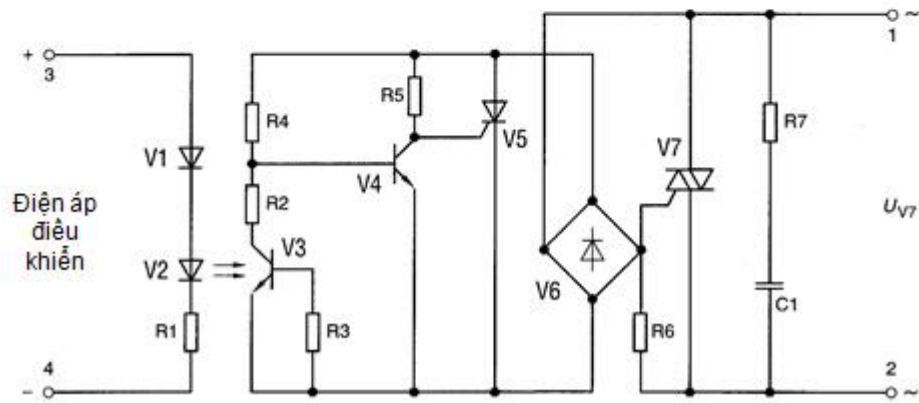 ~
1
+
3
R4
R5
V5
V7
R7
V1
V4
R2
Điện áp
điều
khiển
V2
V3
V6
U_V7
C1
R1
R3
R6
4
−
2
~